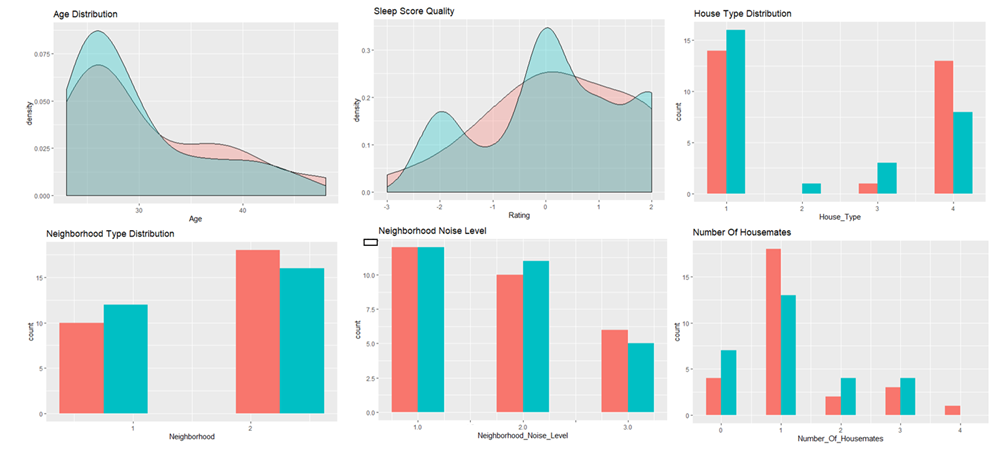 Age Distribution
0.075
0.050
0.025
0.000
density
30 40
Age
Sleep Score Quality
0.3
0.2
0.1
0.0
density
-3 -2 -1 0 1 2
Rating
House Type Distribution
15
10
5
0
count
1 2 3 4
House_Type
Neighborhood Type Distribution
15
10
5
0
count
1 2
Neighborhood
Neighborhood Noise Level
10.0
7.5
5.0
2.5
0.0
count
1.0 2.0 3.0
Neighborhood_Noise_Level
Number Of Housemates
15
10
5
0
count
0 1 2 3 4
Number_Of_Housemates